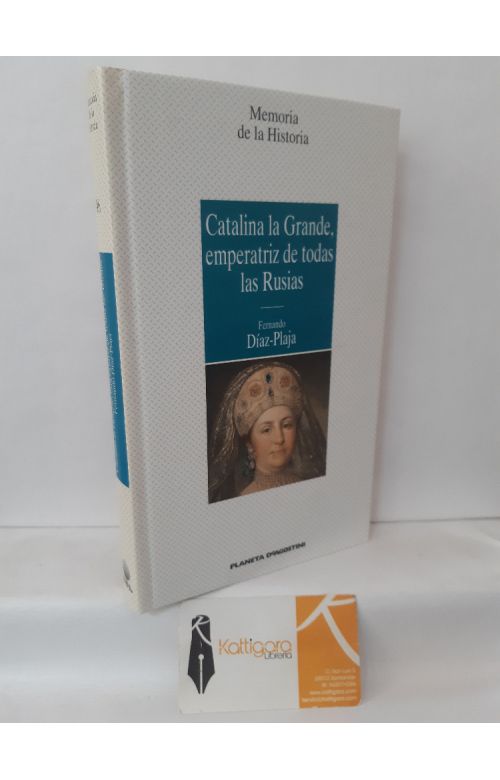 Memoria
de la Historia
Catalina la Grande,
emperatriz de todas
las Rusias
Fernando
Díaz-Plaja
PLANETA DeAGOSTINI
Kattigara
Librería